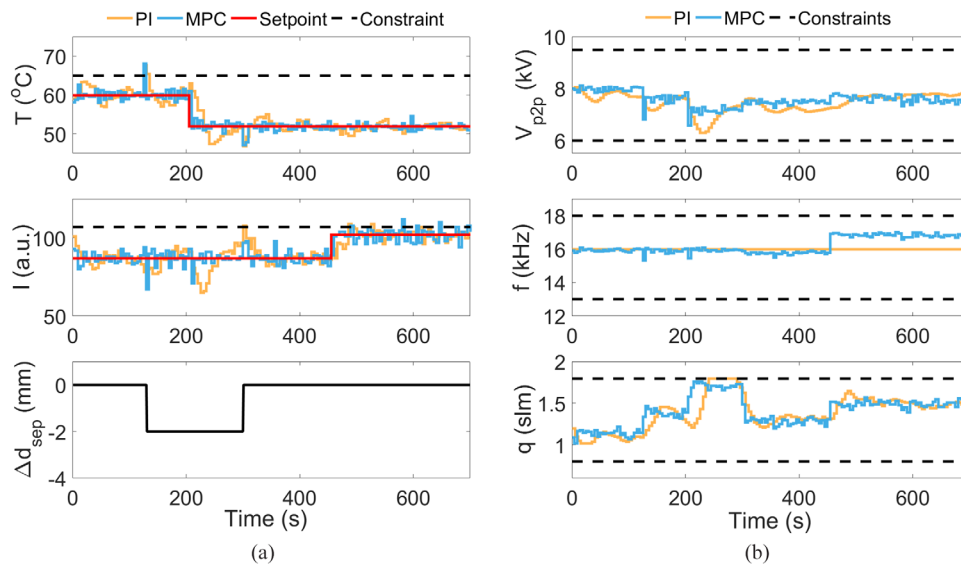 PI MPC Setpoint Constraint
T (°C)
70
60
50
0 200 400 600
I (a.u.)
100
50
0 200 400 600
Δd_sep (mm)
0
-2
-4
0 200 400 600
Time (s)
(a)
PI MPC Constraints
V_p2p (kV)
10
8
6
0 200 400 600
f (kHz)
18
16
14
12
0 200 400 600
q (slm)
2
1.5
1
0 200 400 600
Time (s)
(b)